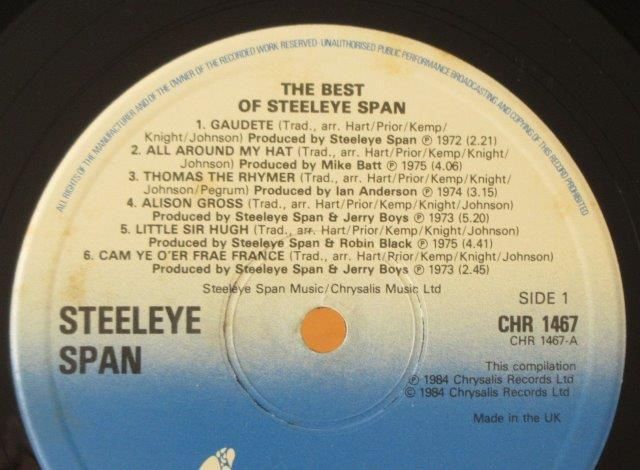 ALL RIGHTS OF THE MANUFACTURER AND OF THE OWNER OF THE RECORDED WORK RESERVED · UNAUTHORISED PUBLIC PERFORMANCE BROADCASTING AND COPYING OF THIS RECORD PROHIBITED
THE BEST
OF STEELEYE SPAN
1. GAUDETE (Trad., arr. Hart/Prior/Kemp/
Knight/Johnson) Produced by Steeleye Span ℗ 1972 (2.21)
2. ALL AROUND MY HAT (Trad., arr. Hart/Prior/Kemp/Knight/
Johnson) Produced by Mike Batt ℗ 1975 (4.06)
3. THOMAS THE RHYMER (Trad., arr. Hart/Prior/Kemp/Knight/
Johnson/Pegrum) Produced by Ian Anderson ℗ 1974 (3.15)
4. ALISON GROSS (Trad., arr. Hart/Prior/Kemp/Knight/Johnson)
Produced by Steeleye Span & Jerry Boys ℗ 1973 (5.20)
5. LITTLE SIR HUGH (Trad., arr. Hart/Prior/Kemp/Knight/Johnson)
Produced by Steeleye Span & Robin Black ℗ 1975 (4.41)
6. CAM YE O'ER FRAE FRANCE (Trad., arr. Hart/Prior/Kemp/Knight/Johnson)
Produced by Steeleye Span & Jerry Boys ℗ 1973 (2.45)
Steeleye Span Music/Chrysalis Music Ltd
STEELEYE
SPAN
SIDE 1
CHR 1467
CHR 1467-A
This compilation
℗ 1984 Chrysalis Records Ltd
© 1984 Chrysalis Records Ltd
Made in the UK